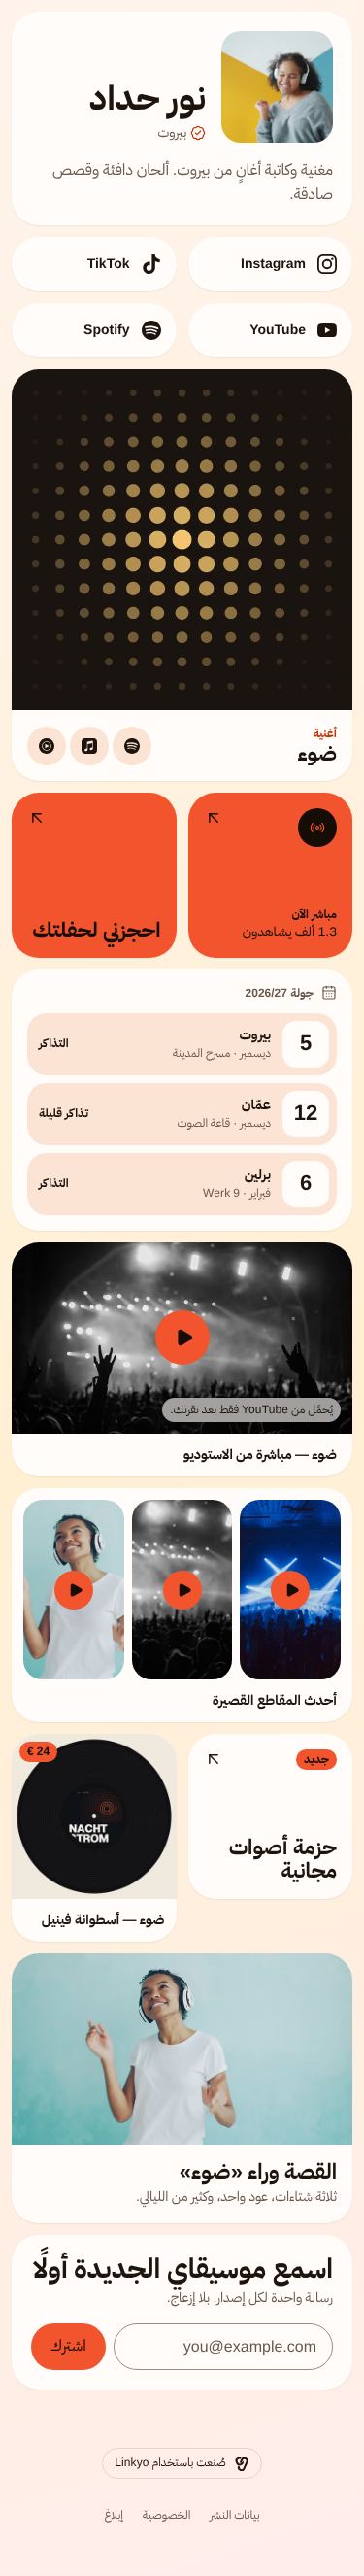 نور حداد
بيروت
مغنية وكاتبة أغانٍ من بيروت. ألحان دافئة وقصص
صادقة.
Instagram
TikTok
YouTube
Spotify
أغنية
ضوء
مباشر الآن
1.3 ألف يشاهدون
احجزني لحفلتك
جولة 2026/27
5
بيروت
ديسمبر · مسرح المدينة
التذاكر
12
عمّان
ديسمبر · قاعة الصوت
تذاكر قليلة
6
برلين
فبراير · Werk 9
التذاكر
يُحمَّل من YouTube فقط بعد نقرتك.
ضوء — مباشرة من الاستوديو
أحدث المقاطع القصيرة
جديد
حزمة أصوات
مجانية
24 €
NACHT
STROM
ضوء — أسطوانة فينيل
القصة وراء «ضوء»
ثلاثة شتاءات، عود واحد، وكثير من الليالي.
اسمع موسيقاي الجديدة أولًا
رسالة واحدة لكل إصدار. بلا إزعاج.
you@example.com
اشترك
صُنعت باستخدام Linkyo
بيانات النشر
الخصوصية
إبلاغ